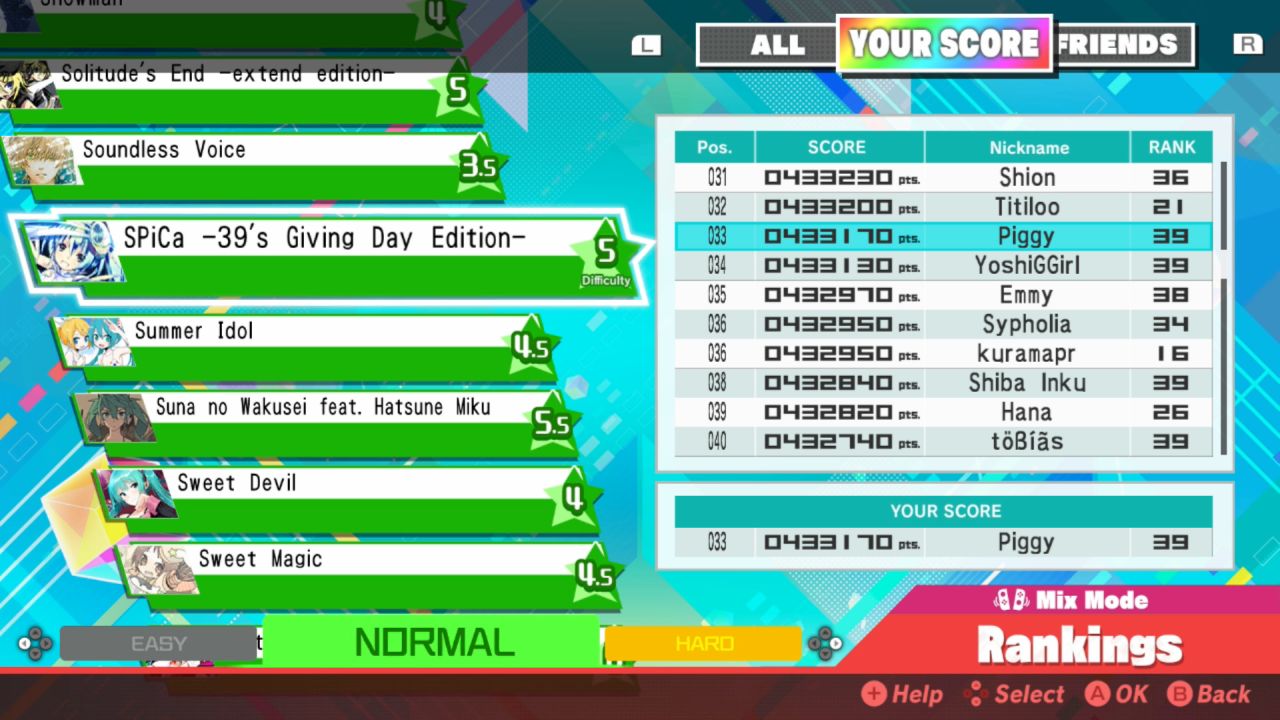 Snowman
4
L
ALL
YOUR SCORE
FRIENDS
R
Solitude's End -extend edition-
5
Soundless Voice
3.5
SPiCa -39's Giving Day Edition-
5
Difficulty
Summer Idol
4.5
Suna no Wakusei feat. Hatsune Miku
5.5
Sweet Devil
4
Sweet Magic
4.5
Pos. SCORE Nickname RANK
031 0433230 pts. Shion 36
032 0433200 pts. Titiloo 21
033 0433170 pts. Piggy 39
034 0433130 pts. YoshiGGirl 39
035 0432970 pts. Emmy 38
036 0432950 pts. Sypholia 34
036 0432950 pts. kuramapr 16
038 0432840 pts. Shiba Inku 39
039 0432820 pts. Hana 26
040 0432740 pts. töBíãs 39
YOUR SCORE
033 0433170 pts. Piggy 39
Mix Mode
Rankings
EASY
NORMAL
HARD
+ Help
Select
A OK
B Back